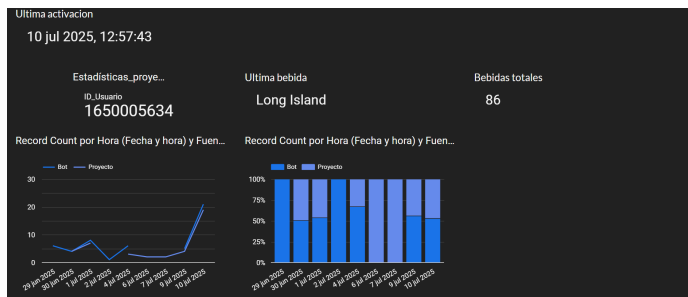 Ultima activacion
10 jul 2025, 12:57:43
Estadísticas_proye...
ID_Usuario
1650005634
Ultima bebida
Long Island
Bebidas totales
86
Record Count por Hora (Fecha y hora) y Fuen...
Bot Proyecto
30
20
10
0
29 jun 2025 30 jun 2025 1 jul 2025 2 jul 2025 4 jul 2025 6 jul 2025 7 jul 2025 9 jul 2025 10 jul 2025
Record Count por Hora (Fecha y hora) y Fuen...
Bot Proyecto
100%
75%
50%
25%
0%
29 jun 2025 30 jun 2025 1 jul 2025 2 jul 2025 4 jul 2025 6 jul 2025 7 jul 2025 9 jul 2025 10 jul 2025